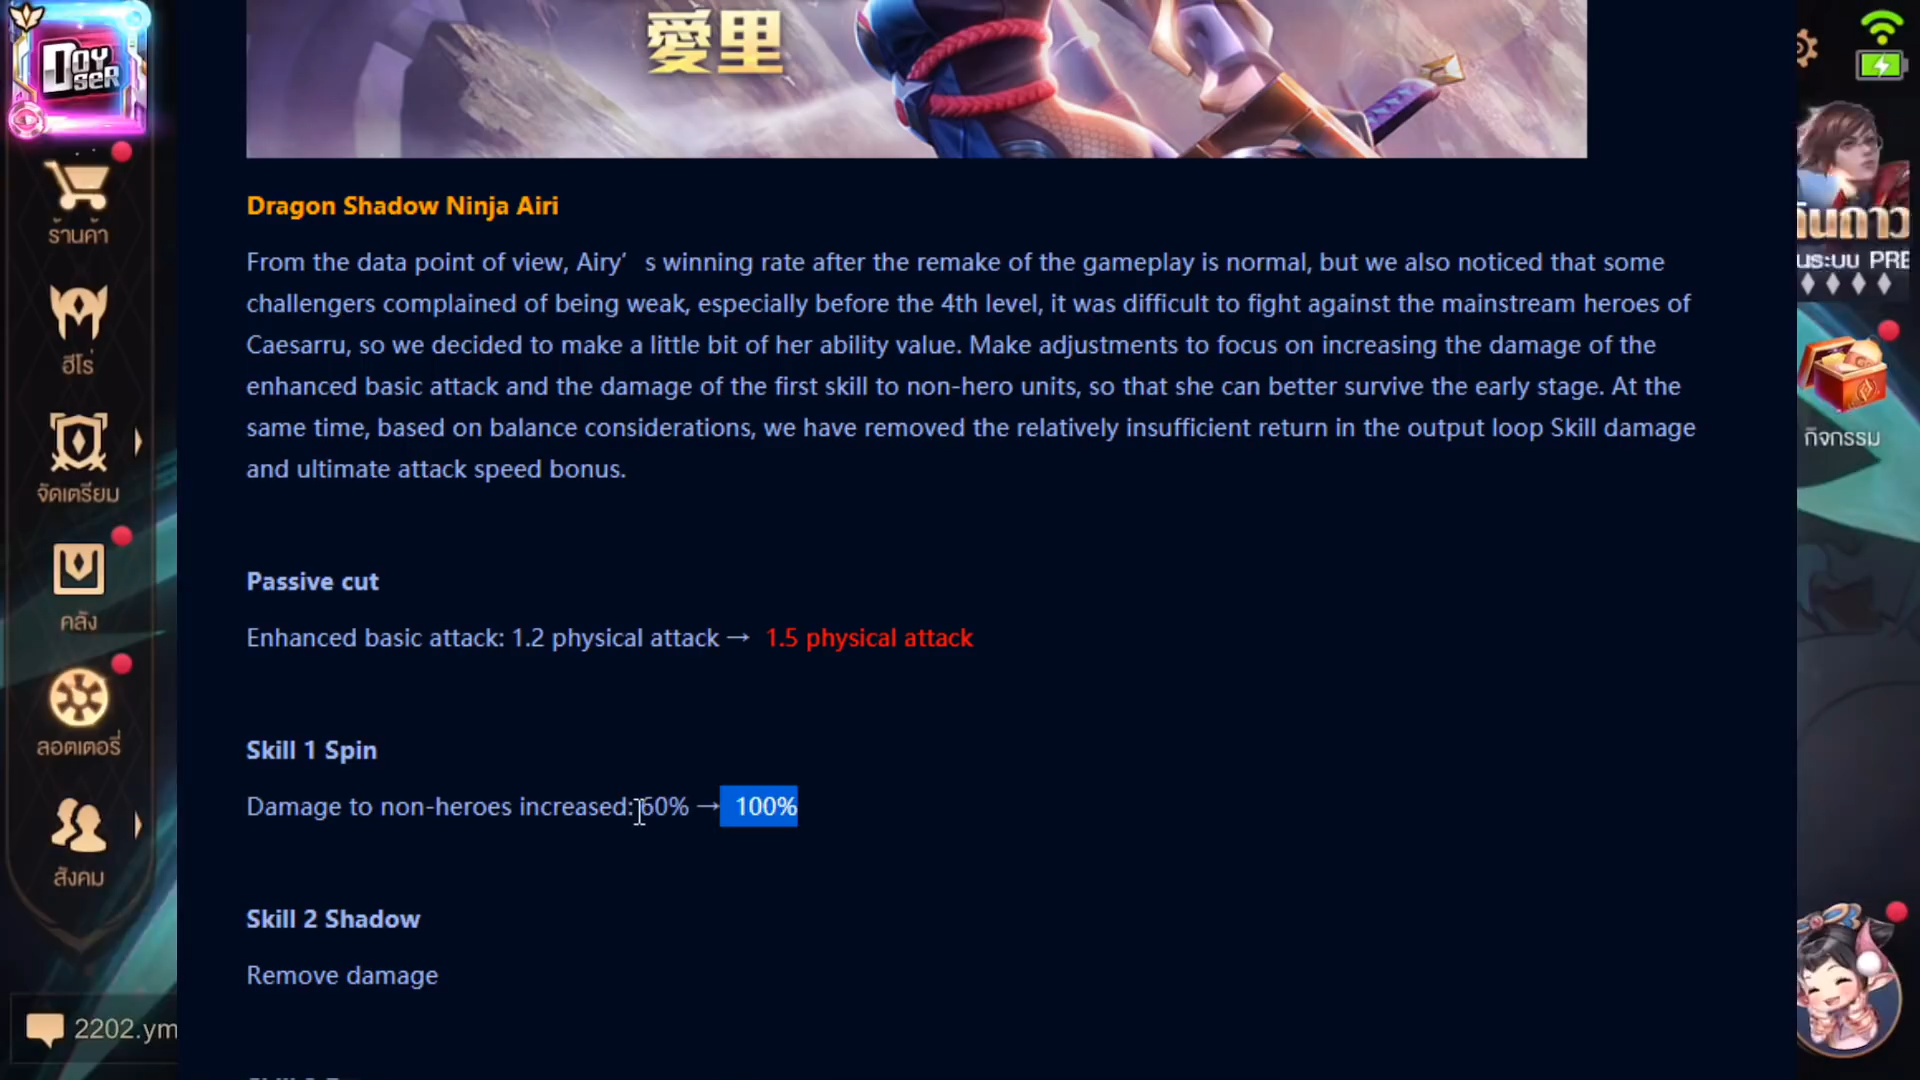 愛里
DOY
SER
ร้านค้า
ฮีโร่
จัดเตรียม
คลัง
ลอตเตอรี่
สังคม
2202.ym
Dragon Shadow Ninja Airi
From the data point of view, Airy’ s winning rate after the remake of the gameplay is normal, but we also noticed that some
challengers complained of being weak, especially before the 4th level, it was difficult to fight against the mainstream heroes of
Caesarru, so we decided to make a little bit of her ability value. Make adjustments to focus on increasing the damage of the
enhanced basic attack and the damage of the first skill to non-hero units, so that she can better survive the early stage. At the
same time, based on balance considerations, we have removed the relatively insufficient return in the output loop Skill damage
and ultimate attack speed bonus.
Passive cut
Enhanced basic attack: 1.2 physical attack → 1.5 physical attack
Skill 1 Spin
Damage to non-heroes increased: 60% → 100%
Skill 2 Shadow
Remove damage
PRE
กิจกรรม